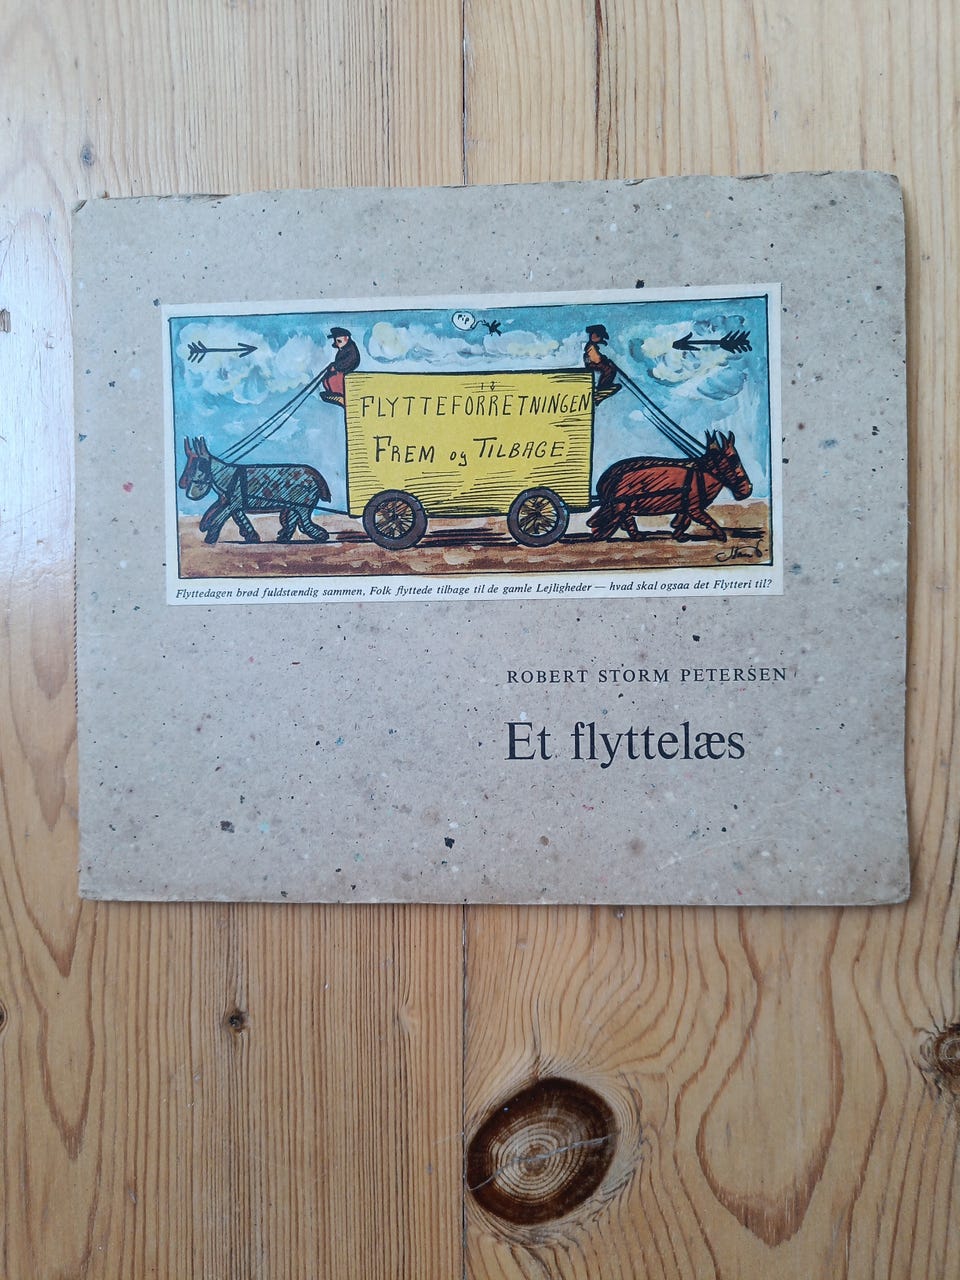 Pip
FLYTTEFORRETNINGEN
FREM og TILBAGE
Flyttedagen brød fuldstændig sammen, Folk flyttede tilbage til de gamle Lejligheder — hvad skal ogsaa det Flytteri til?
ROBERT STORM PETERSEN
Et flyttelæs